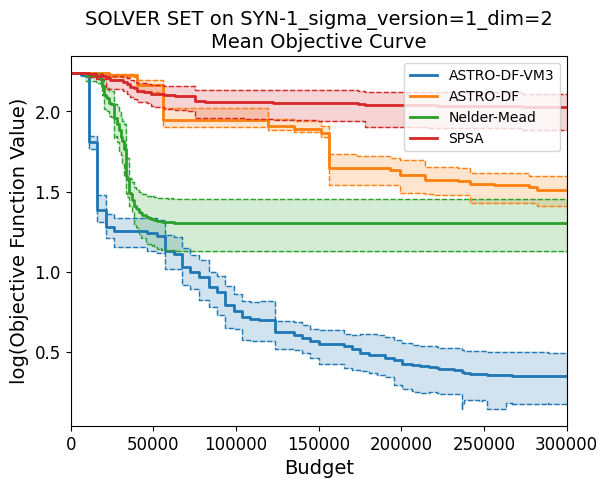 SOLVER SET on SYN-1_sigma_version=1_dim=2
Mean Objective Curve
log(Objective Function Value)
2.0
1.5
1.0
0.5
ASTRO-DF-VM3
ASTRO-DF
Nelder-Mead
SPSA
0
50000
100000
150000
200000
250000
300000
Budget